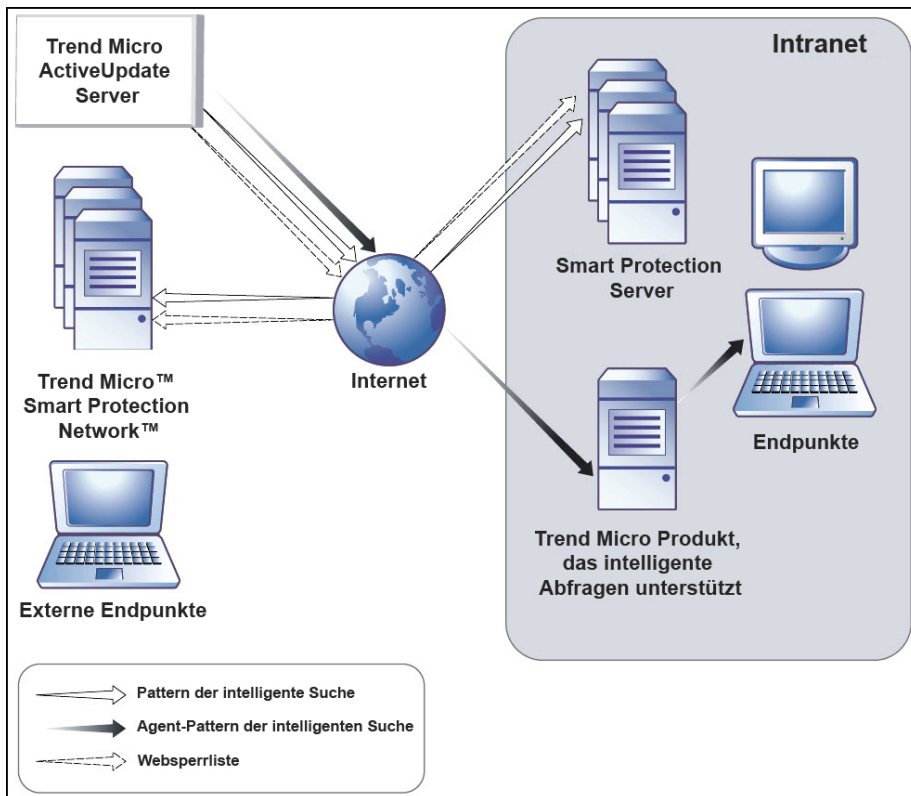 Trend Micro
ActiveUpdate
Server
Intranet
Smart Protection
Server
Internet
Trend Micro™
Smart Protection
Network™
Endpunkte
Trend Micro Produkt,
das intelligente
Abfragen unterstützt
Externe Endpunkte
Pattern der intelligente Suche
Agent-Pattern der intelligenten Suche
Websperrliste